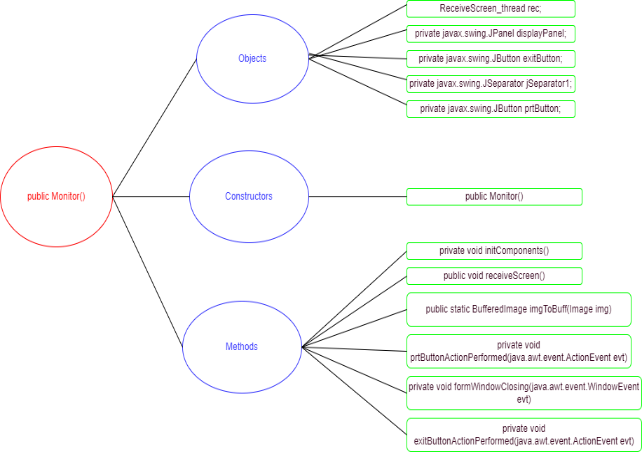 public Monitor()
Objects
ReceiveScreen_thread rec;
private javax.swing.JPanel displayPanel;
private javax.swing.JButton exitButton;
private javax.swing.JSeparator jSeparator1;
private javax.swing.JButton prtButton;
Constructors
public Monitor()
Methods
private void initComponents()
public void receiveScreen()
public static BufferedImage imgToBuff(Image img)
private void
prtButtonActionPerformed(java.awt.event.ActionEvent evt)
private void formWindowClosing(java.awt.event.WindowEvent
evt)
private void
exitButtonActionPerformed(java.awt.event.ActionEvent evt)